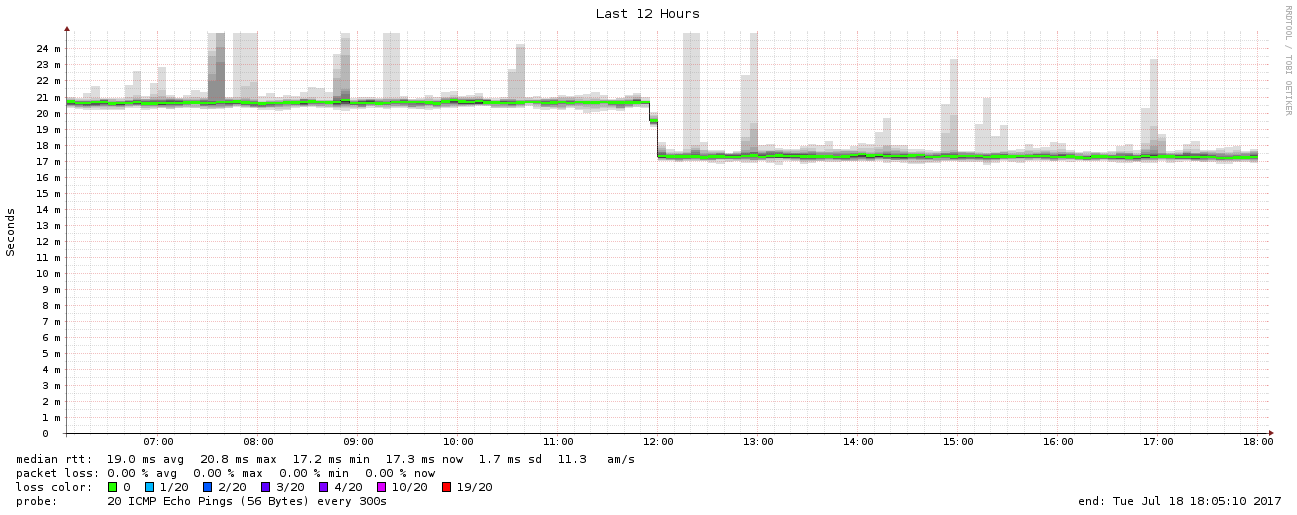 Last 12 Hours
RRDTOOL / TOBI OETIKER
Seconds
24 m
23 m
22 m
21 m
20 m
19 m
18 m
17 m
16 m
15 m
14 m
13 m
12 m
11 m
10 m
9 m
8 m
7 m
6 m
5 m
4 m
3 m
2 m
1 m
0
07:00 08:00 09:00 10:00 11:00 12:00 13:00 14:00 15:00 16:00 17:00 18:00
median rtt: 19.0 ms avg 20.8 ms max 17.2 ms min 17.3 ms now 1.7 ms sd 11.3 am/s
packet loss: 0.00 % avg 0.00 % max 0.00 % min 0.00 % now
loss color: 0 1/20 2/20 3/20 4/20 10/20 19/20
probe: 20 ICMP Echo Pings (56 Bytes) every 300s end: Tue Jul 18 18:05:10 2017